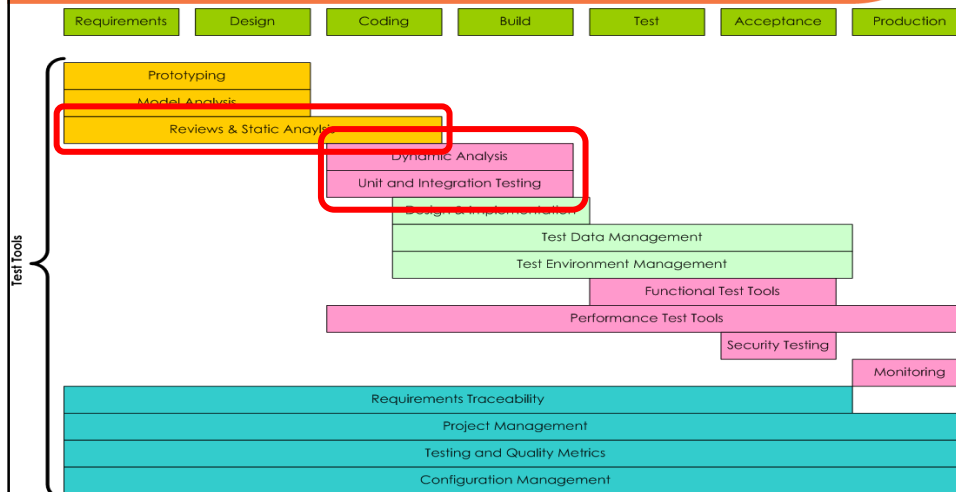 Requirements
Design
Coding
Build
Test
Acceptance
Production
Test Tools
Prototyping
Model Analysis
Reviews & Static Anaylsis
Dynamic Analysis
Unit and Integration Testing
Design & Implementation
Test Data Management
Test Environment Management
Functional Test Tools
Performance Test Tools
Security Testing
Monitoring
Requirements Traceability
Project Management
Testing and Quality Metrics
Configuration Management